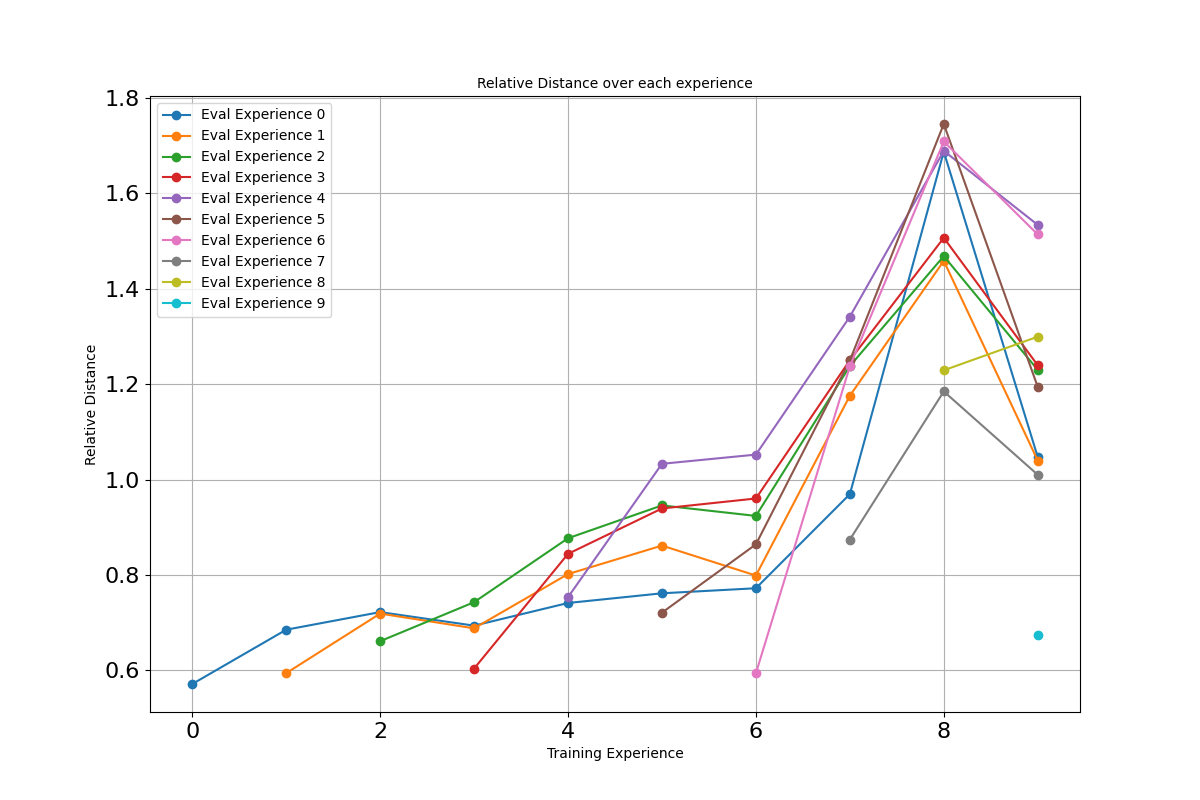 Relative Distance over each experience
1.8
1.6
1.4
1.2
1.0
0.8
0.6
Relative Distance
Eval Experience 0
Eval Experience 1
Eval Experience 2
Eval Experience 3
Eval Experience 4
Eval Experience 5
Eval Experience 6
Eval Experience 7
Eval Experience 8
Eval Experience 9
0 2 4 6 8
Training Experience